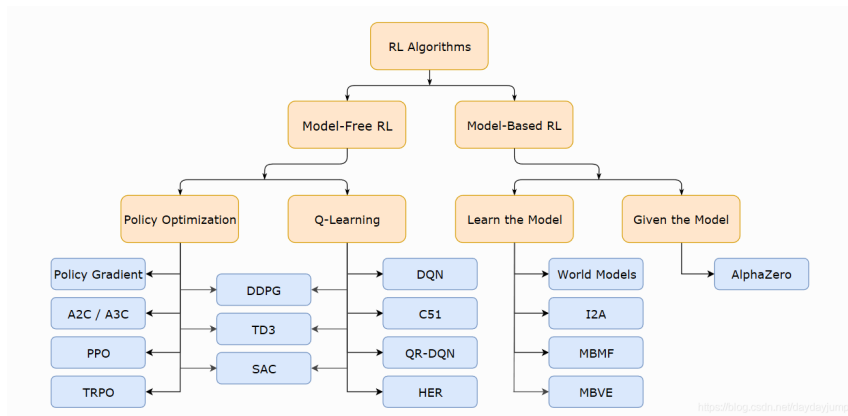 RL Algorithms
Model-Free RL
Model-Based RL
Policy Optimization
Q-Learning
Learn the Model
Given the Model
Policy Gradient
DDPG
DQN
World Models
AlphaZero
A2C / A3C
TD3
C51
I2A
PPO
SAC
QR-DQN
MBMF
TRPO
HER
MBVE
https://blog.csdn.net/daydayjump